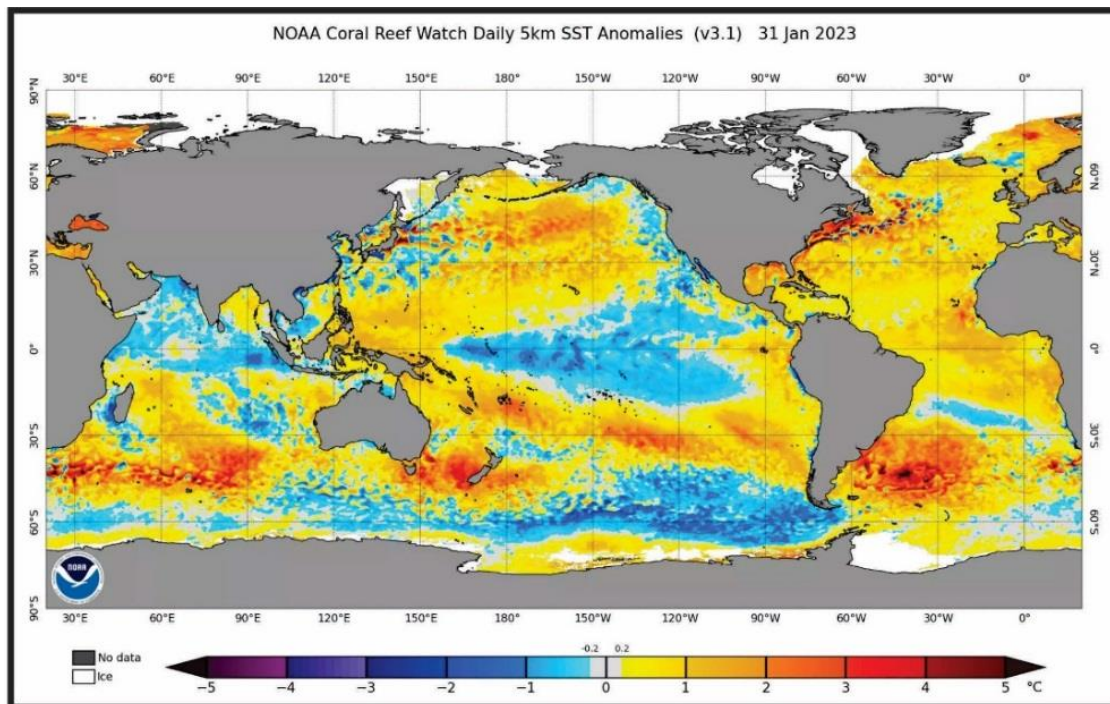 NOAA Coral Reef Watch Daily 5km SST Anomalies (v3.1) 31 Jan 2023
30°E 60°E 90°E 120°E 150°E 180° 150°W 120°W 90°W 60°W 30°W 0°
90°N 
60°N 60°N
30°N 30°N
0° 0°
30°S 30°S
60°S 60°S
90°S
NOAA
30°E 60°E 90°E 120°E 150°E 180° 150°W 120°W 90°W 60°W 30°W 0°
-0.2 0.2
No data
Ice
−5 −4 −3 −2 −1 0 1 2 3 4 5 °C